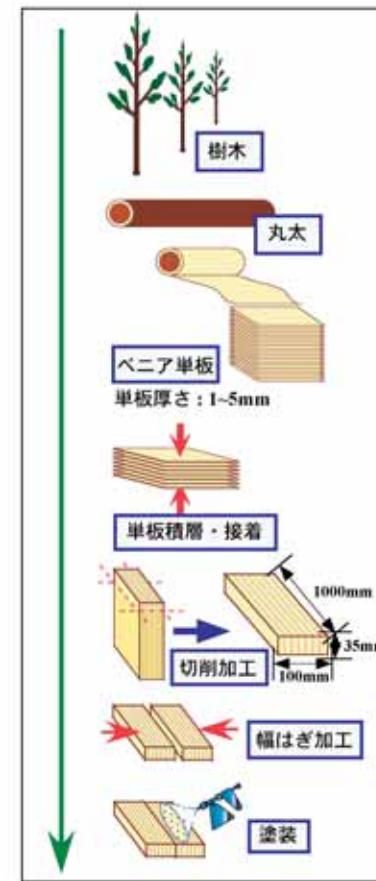 樹木
丸太
ベニア単板
単板厚さ：1~5mm
単板積層・接着
1000mm
35mm
100mm
切削加工
幅はぎ加工
塗装